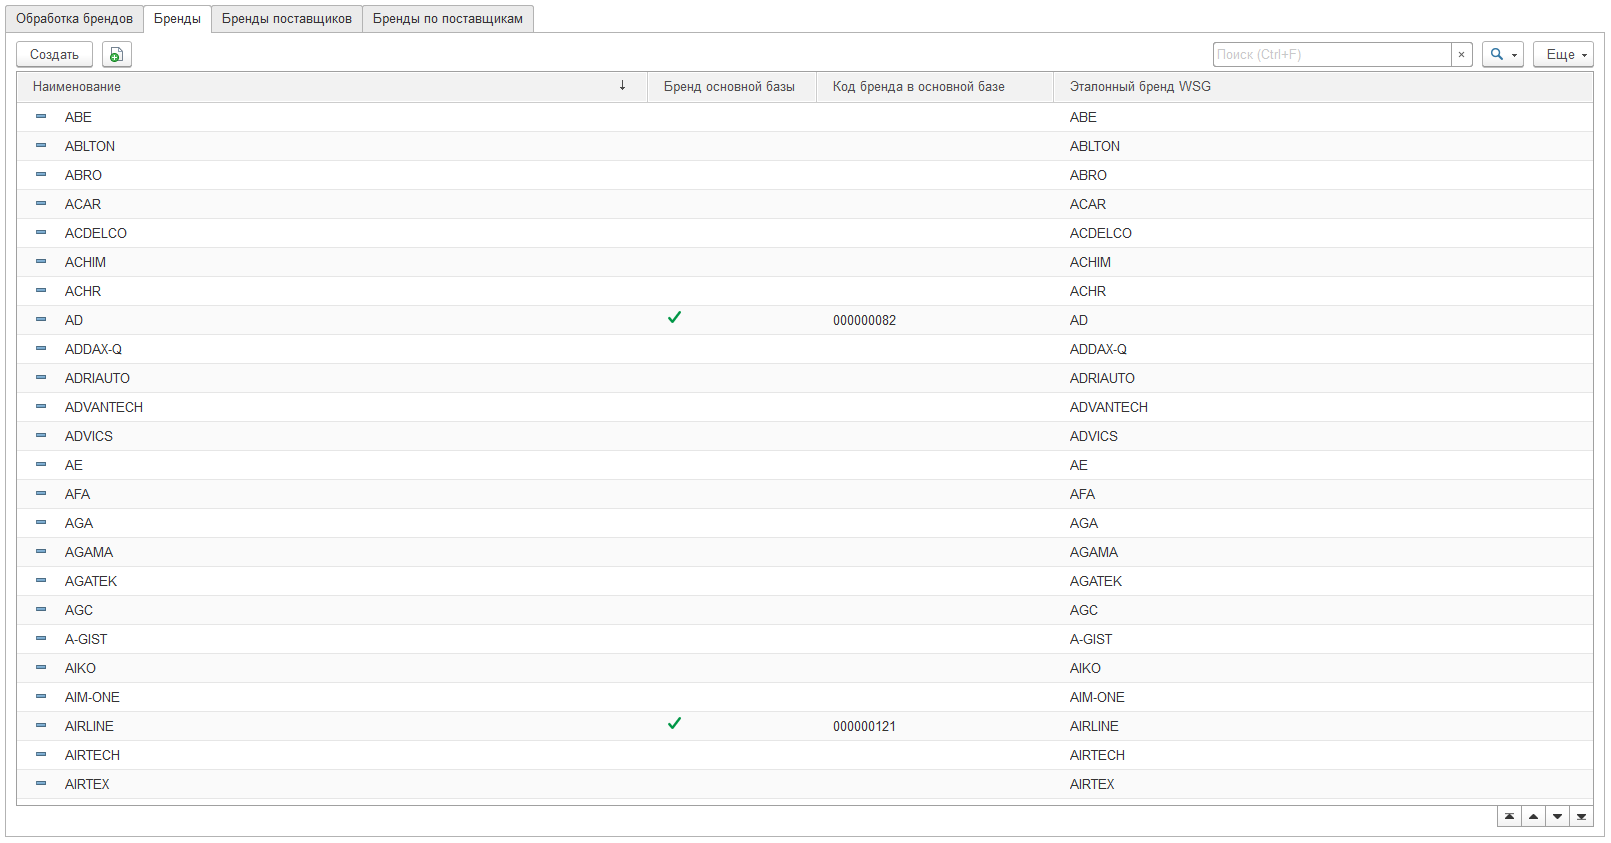 Обработка брендов Бренды Бренды поставщиков Бренды по поставщикам
Создать Поиск (Ctrl+F) × Еще
Наименование ↓ Бренд основной базы Код бренда в основной базе Эталонный бренд WSG
ABE ABE
ABLTON ABLTON
ABRO ABRO
ACAR ACAR
ACDELCO ACDELCO
ACHIM ACHIM
ACHR ACHR
AD 000000082 AD
ADDAX-Q ADDAX-Q
ADRIAUTO ADRIAUTO
ADVANTECH ADVANTECH
ADVICS ADVICS
AE AE
AFA AFA
AGA AGA
AGAMA AGAMA
AGATEK AGATEK
AGC AGC
A-GIST A-GIST
AIKO AIKO
AIM-ONE AIM-ONE
AIRLINE 000000121 AIRLINE
AIRTECH AIRTECH
AIRTEX AIRTEX